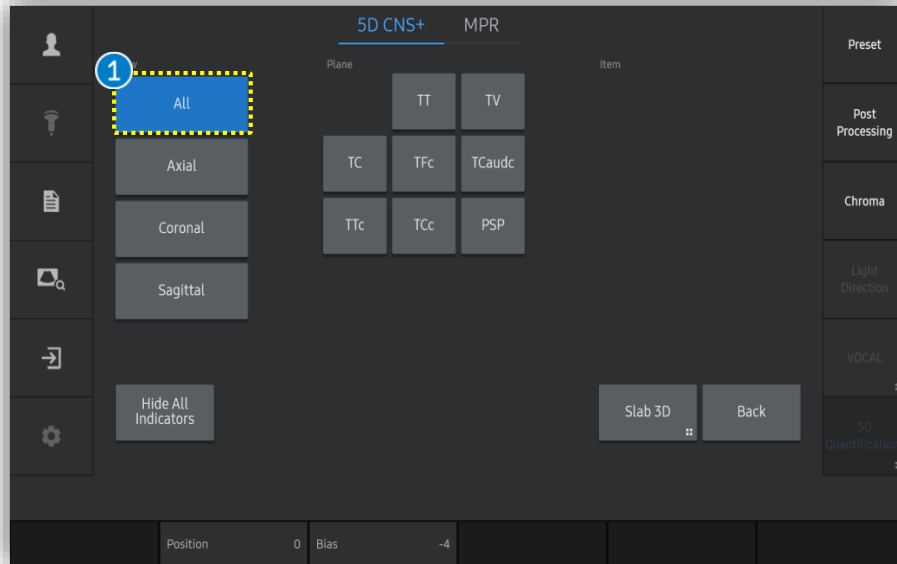 5D CNS+ MPR
1
Plane
Item
All
Axial
Coronal
Sagittal
TT TV
TC TFc TCaudc
TTc TCc PSP
Hide All
Indicators
Slab 3D
Back
Preset
Post
Processing
Chroma
Light
Direction
VOCAL
5D
Quantification
Position 0 Bias -4